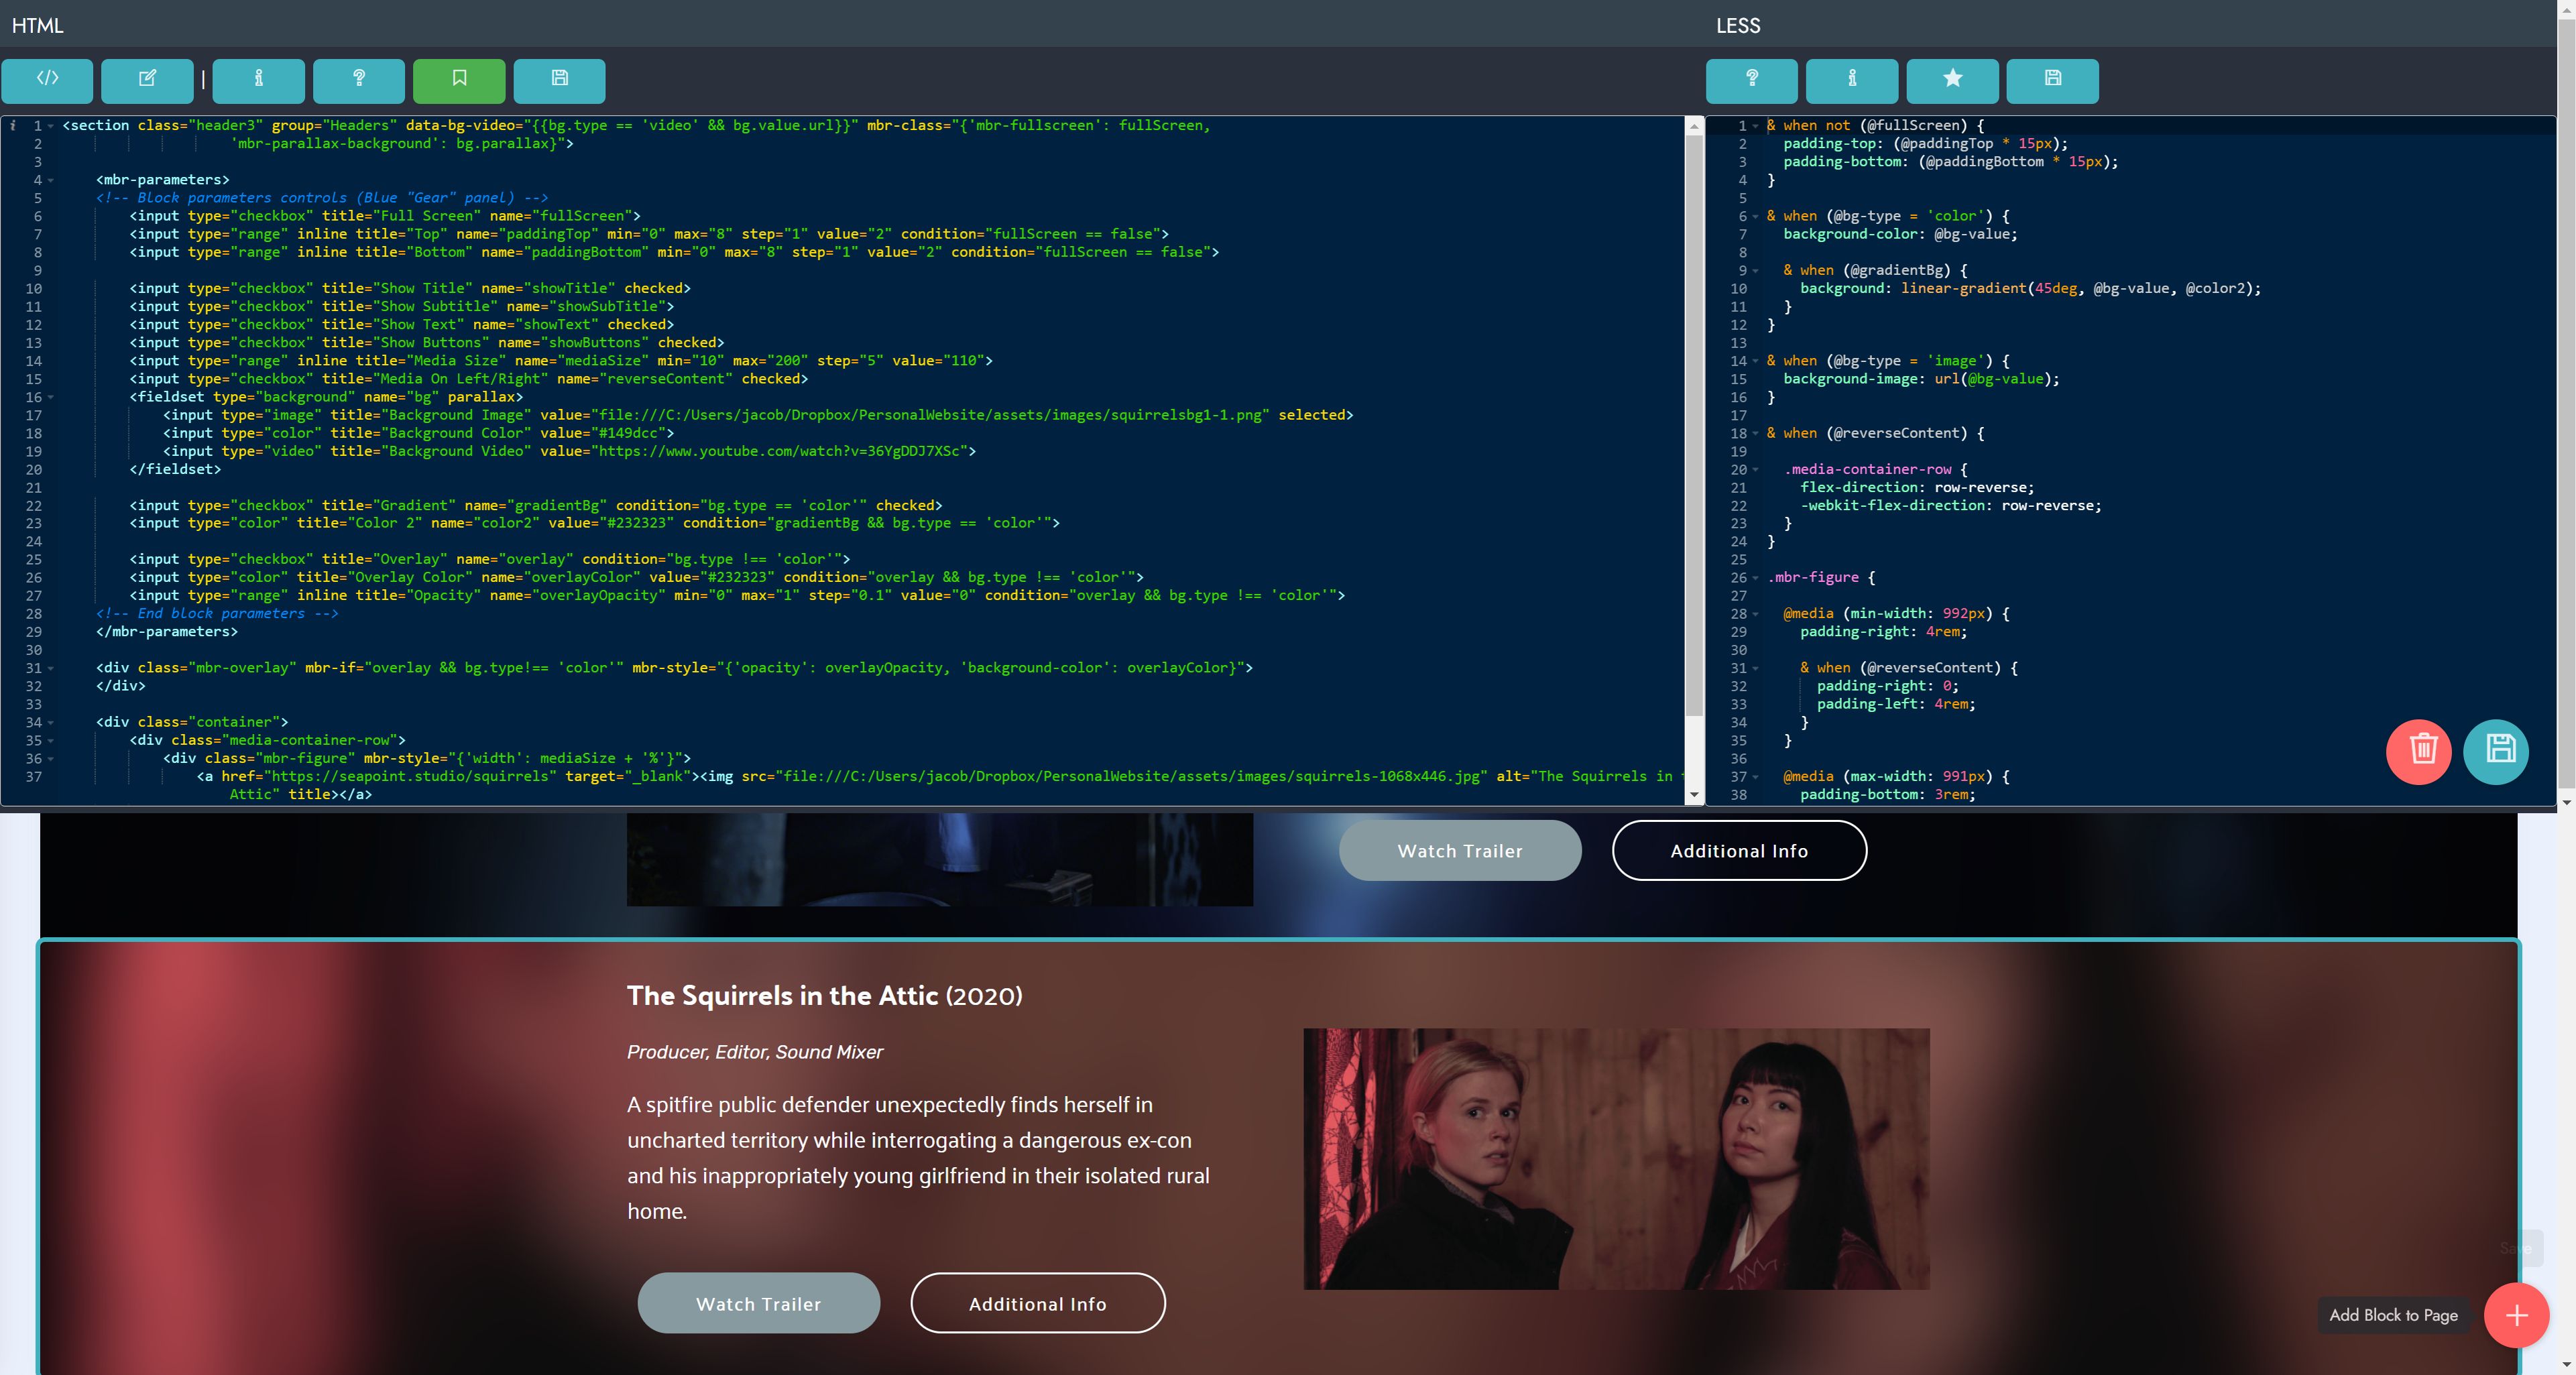 HTML
LESS
</>
|
i
?
?
i
i 1 <section class="header3" group="Headers" data-bg-video="{{bg.type == 'video' && bg.value.url}}" mbr-class="{'mbr-fullscreen': fullScreen,
2 'mbr-parallax-background': bg.parallax}">
3
4 <mbr-parameters>
5 <!-- Block parameters controls (Blue "Gear" panel) -->
6 <input type="checkbox" title="Full Screen" name="fullScreen">
7 <input type="range" inline title="Top" name="paddingTop" min="0" max="8" step="1" value="2" condition="fullScreen == false">
8 <input type="range" inline title="Bottom" name="paddingBottom" min="0" max="8" step="1" value="2" condition="fullScreen == false">
9
10 <input type="checkbox" title="Show Title" name="showTitle" checked>
11 <input type="checkbox" title="Show Subtitle" name="showSubTitle">
12 <input type="checkbox" title="Show Text" name="showText" checked>
13 <input type="checkbox" title="Show Buttons" name="showButtons" checked>
14 <input type="range" inline title="Media Size" name="mediaSize" min="10" max="200" step="5" value="110">
15 <input type="checkbox" title="Media On Left/Right" name="reverseContent" checked>
16 <fieldset type="background" name="bg" parallax>
17 <input type="image" title="Background Image" value="file:///C:/Users/jacob/Dropbox/PersonalWebsite/assets/images/squirrelsbg1-1.png" selected>
18 <input type="color" title="Background Color" value="#149dcc">
19 <input type="video" title="Background Video" value="https://www.youtube.com/watch?v=36YgDDJ7XSc">
20 </fieldset>
21
22 <input type="checkbox" title="Gradient" name="gradientBg" condition="bg.type == 'color'" checked>
23 <input type="color" title="Color 2" name="color2" value="#232323" condition="gradientBg && bg.type == 'color'">
24
25 <input type="checkbox" title="Overlay" name="overlay" condition="bg.type !== 'color'">
26 <input type="color" title="Overlay Color" name="overlayColor" value="#232323" condition="overlay && bg.type !== 'color'">
27 <input type="range" inline title="Opacity" name="overlayOpacity" min="0" max="1" step="0.1" value="0" condition="overlay && bg.type !== 'color'">
28 <!-- End block parameters -->
29 </mbr-parameters>
30
31 <div class="mbr-overlay" mbr-if="overlay && bg.type!== 'color'" mbr-style="{'opacity': overlayOpacity, 'background-color': overlayColor}">
32 </div>
33
34 <div class="container">
35 <div class="media-container-row">
36 <div class="mbr-figure" mbr-style="{'width': mediaSize + '%'}">
37 <a href="https://seapoint.studio/squirrels" target="_blank"><img src="file:///C:/Users/jacob/Dropbox/PersonalWebsite/assets/images/squirrels-1068x446.jpg" alt="The Squirrels in
Attic" title></a>
1 & when not (@fullScreen) {
2 padding-top: (@paddingTop * 15px);
3 padding-bottom: (@paddingBottom * 15px);
4 }
5
6 & when (@bg-type = 'color') {
7 background-color: @bg-value;
8
9 & when (@gradientBg) {
10 background: linear-gradient(45deg, @bg-value, @color2);
11 }
12 }
13
14 & when (@bg-type = 'image') {
15 background-image: url(@bg-value);
16 }
17
18 & when (@reverseContent) {
19
20 .media-container-row {
21 flex-direction: row-reverse;
22 -webkit-flex-direction: row-reverse;
23 }
24 }
25
26 .mbr-figure {
27
28 @media (min-width: 992px) {
29 padding-right: 4rem;
30
31 & when (@reverseContent) {
32 padding-right: 0;
33 padding-left: 4rem;
34 }
35 }
36
37 @media (max-width: 991px) {
38 padding-bottom: 3rem;
Watch Trailer
Additional Info
The Squirrels in the Attic (2020)
Producer, Editor, Sound Mixer
A spitfire public defender unexpectedly finds herself in
uncharted territory while interrogating a dangerous ex-con
and his inappropriately young girlfriend in their isolated rural
home.
Watch Trailer
Additional Info
Save
Add Block to Page